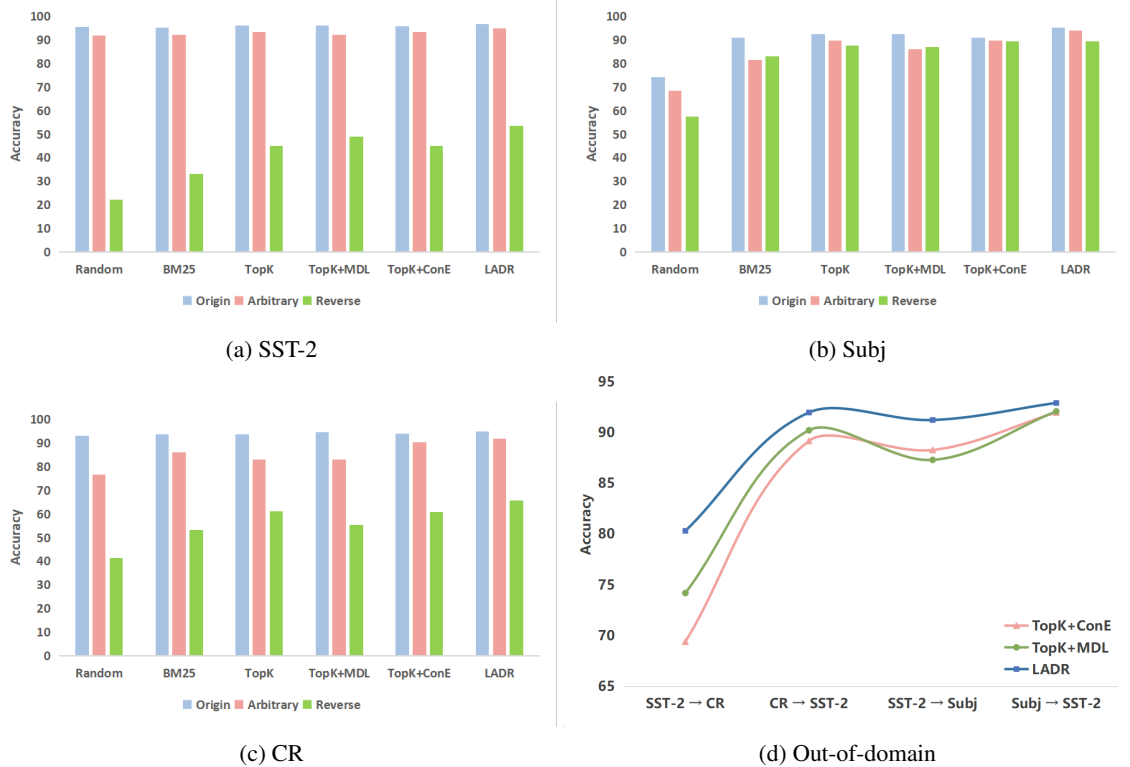 100
90
80
70
60
50
40
30
20
10
0
Accuracy
Random BM25 TopK TopK+MDL TopK+ConE LADR
Origin Arbitrary Reverse
(a) SST-2
100
90
80
70
60
50
40
30
20
10
0
Accuracy
Random BM25 TopK TopK+MDL TopK+ConE LADR
Origin Arbitrary Reverse
(b) Subj
100
90
80
70
60
50
40
30
20
10
0
Accuracy
Random BM25 TopK TopK+MDL TopK+ConE LADR
Origin Arbitrary Reverse
(c) CR
95
90
85
80
75
70
65
Accuracy
TopK+ConE
TopK+MDL
LADR
SST-2 → CR CR → SST-2 SST-2 → Subj Subj → SST-2
(d) Out-of-domain